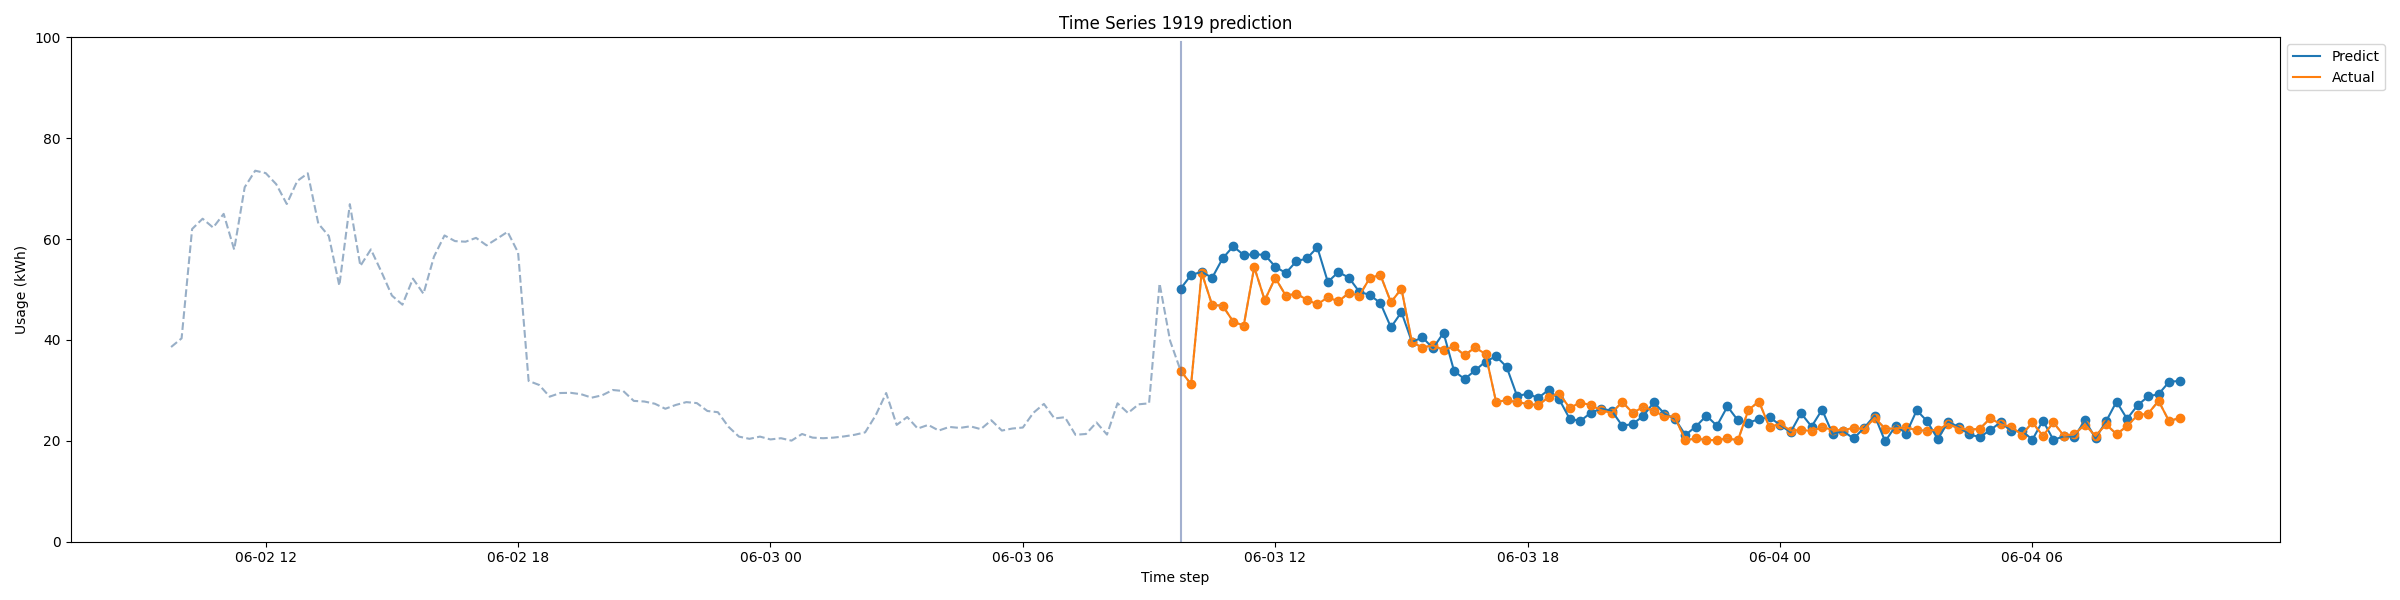 Time Series 1919 prediction
Predict
Actual
Usage (kWh)
100
80
60
40
20
0
06-02 12
06-02 18
06-03 00
06-03 06
06-03 12
06-03 18
06-04 00
06-04 06
Time step